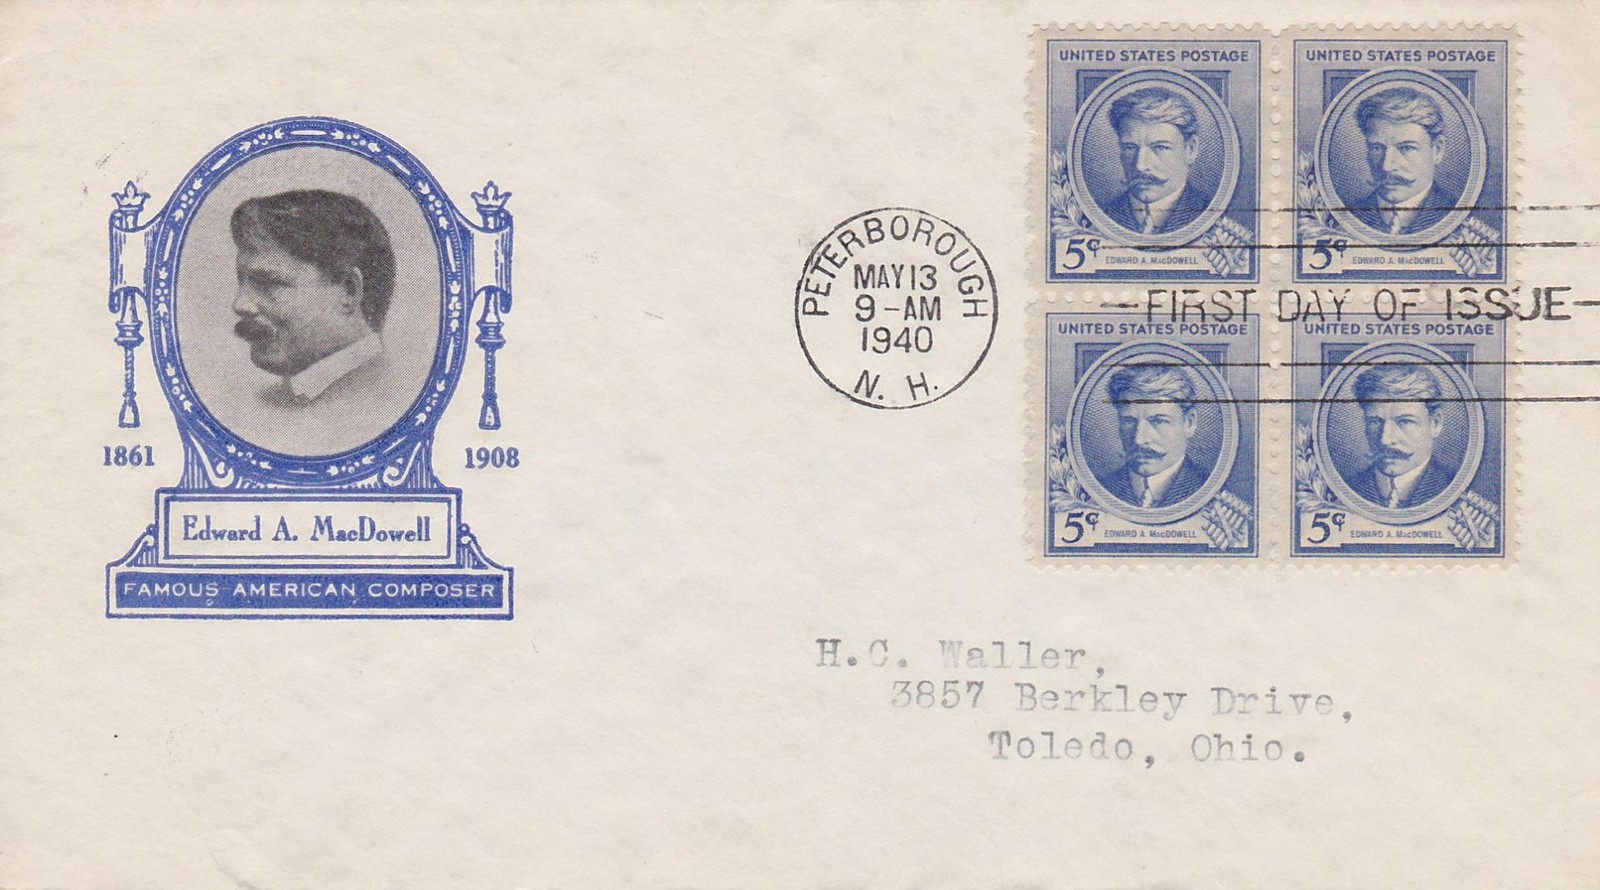 1861
1908
Edward A. MacDowell
FAMOUS AMERICAN COMPOSER
PETERBOROUGH
MAY 13
9-AM
1940
N. H.
UNITED STATES POSTAGE
5¢
EDWARD A. MacDOWELL
UNITED STATES POSTAGE
5¢
EDWARD A. MacDOWELL
—FIRST DAY OF ISSUE—
UNITED STATES POSTAGE
5¢
EDWARD A. MacDOWELL
UNITED STATES POSTAGE
5¢
EDWARD A. MacDOWELL
H.C. Waller,
3857 Berkley Drive,
Toledo, Ohio.